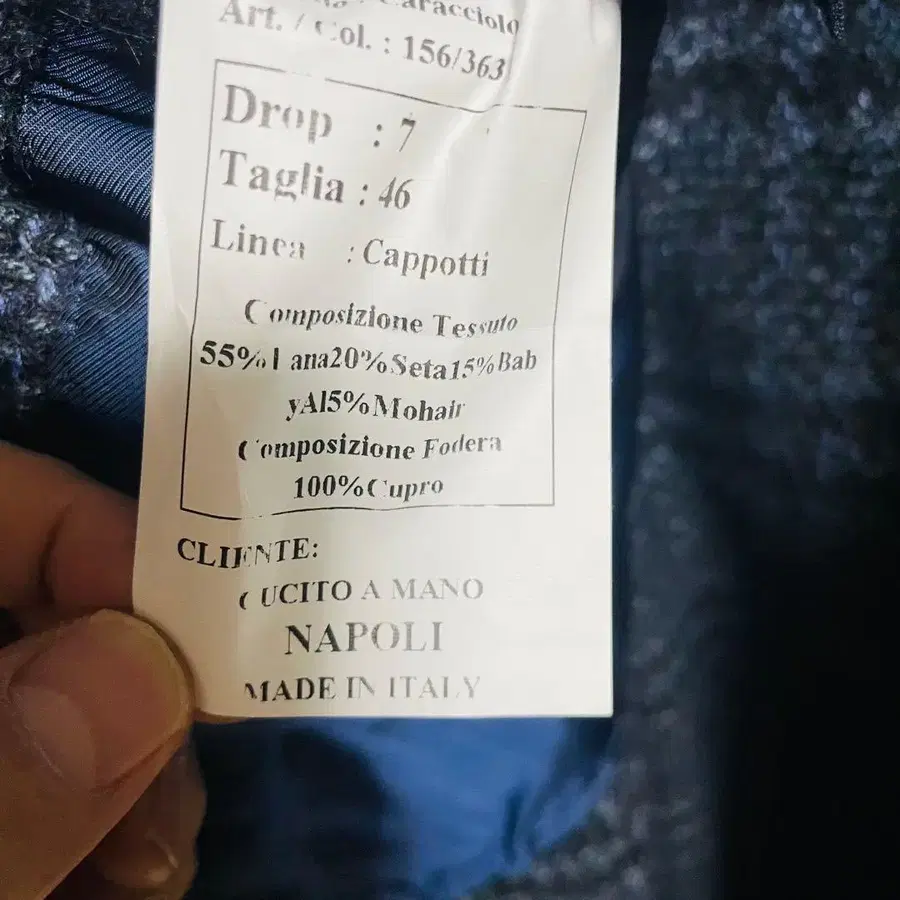 Caracciolo
Art. / Col. : 156/363
Drop : 7
Taglia : 46
Linea : Cappotti
Composizione Tessuto
55%Lana20%Seta15%Bab
yAl5%Mohair
Composizione Fodera
100%Cupro
CLIENTE:
CUCITO A MANO
NAPOLI
MADE IN ITALY